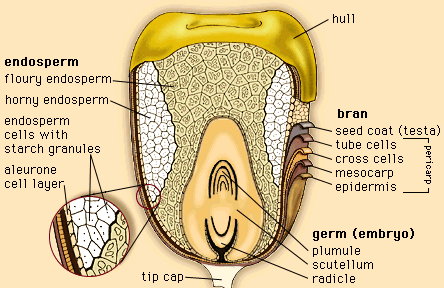 hull
endosperm
floury endosperm
horny endosperm
endosperm
cells with
starch granules
aleurone
cell layer
bran
seed coat (testa)
tube cells
cross cells
mesocarp
epidermis
pericarp
germ (embryo)
plumule
scutellum
radicle
tip cap